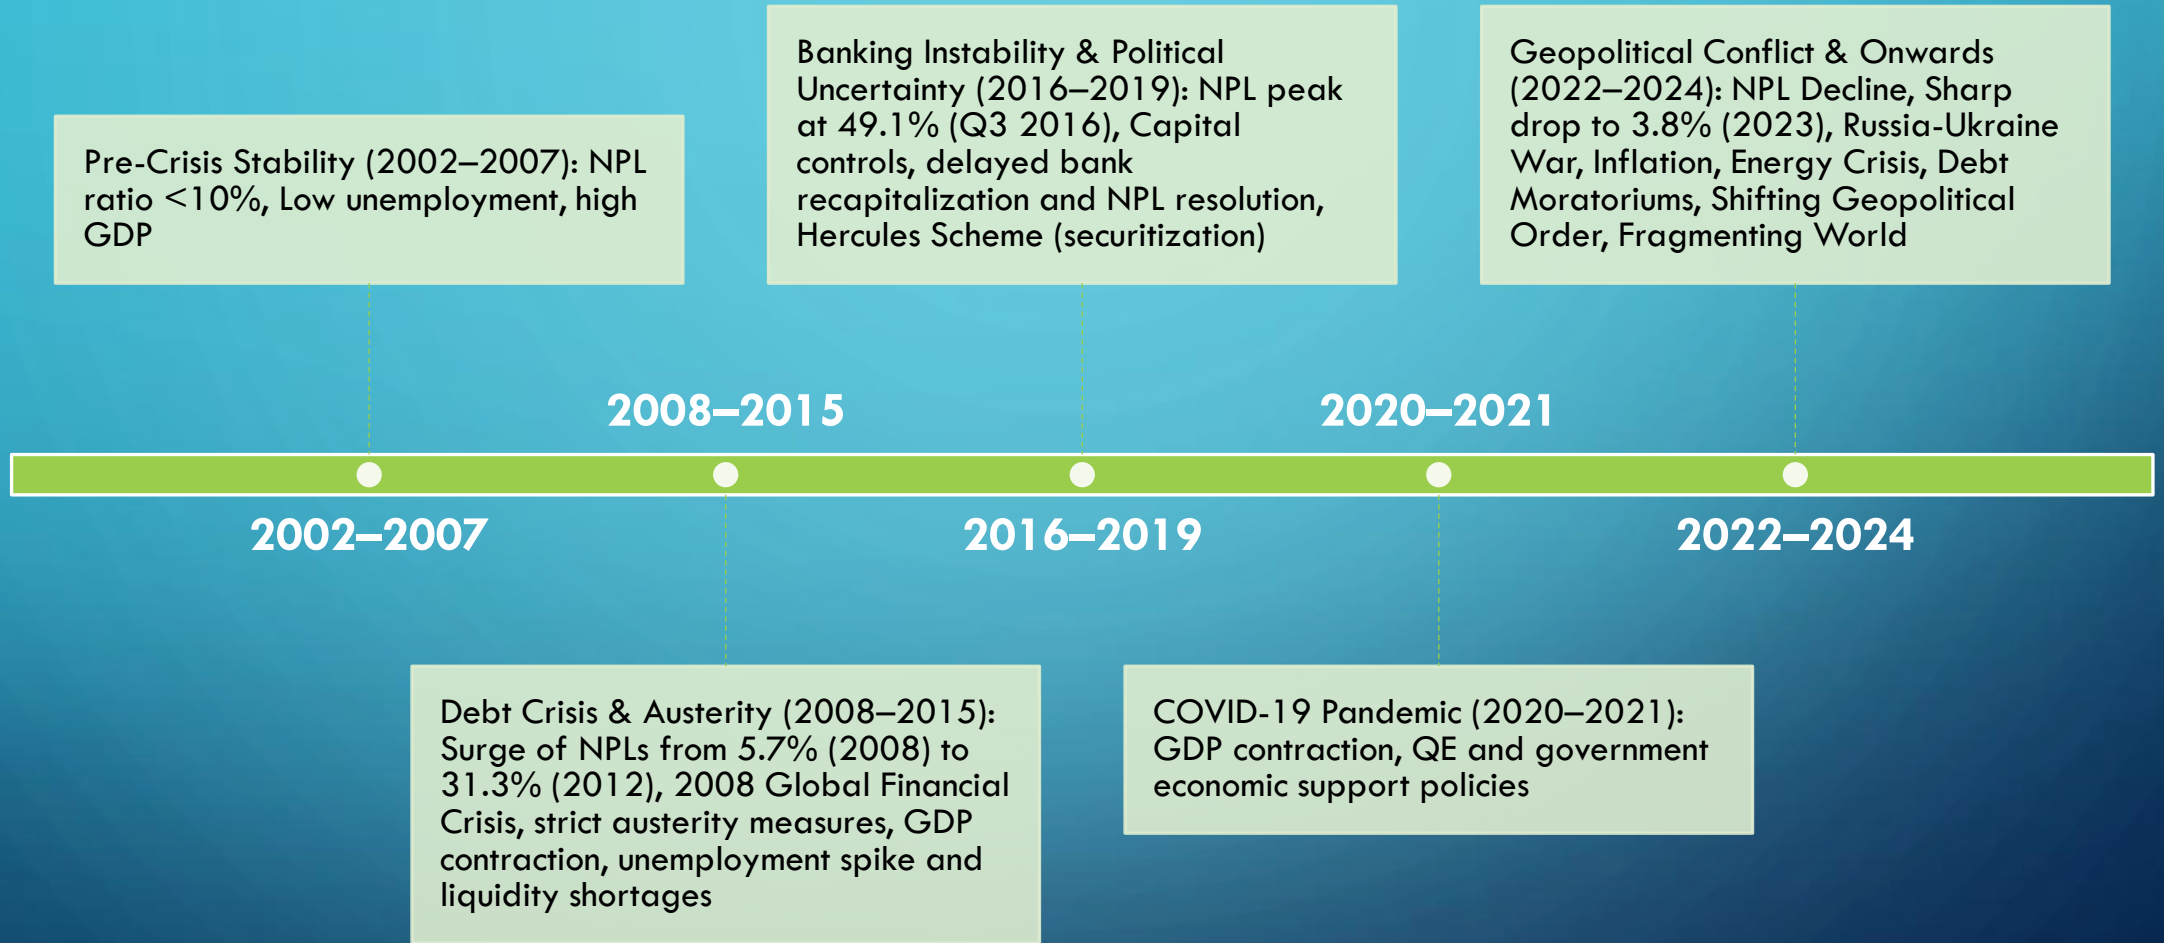 Pre-Crisis Stability (2002–2007): NPL
ratio <10%, Low unemployment, high
GDP
Banking Instability & Political
Uncertainty (2016–2019): NPL peak
at 49.1% (Q3 2016), Capital
controls, delayed bank
recapitalization and NPL resolution,
Hercules Scheme (securitization)
Geopolitical Conflict & Onwards
(2022–2024): NPL Decline, Sharp
drop to 3.8% (2023), Russia-Ukraine
War, Inflation, Energy Crisis, Debt
Moratoriums, Shifting Geopolitical
Order, Fragmenting World
2008–2015
2020–2021
2002–2007
2016–2019
2022–2024
Debt Crisis & Austerity (2008–2015):
Surge of NPLs from 5.7% (2008) to
31.3% (2012), 2008 Global Financial
Crisis, strict austerity measures, GDP
contraction, unemployment spike and
liquidity shortages
COVID-19 Pandemic (2020–2021):
GDP contraction, QE and government
economic support policies